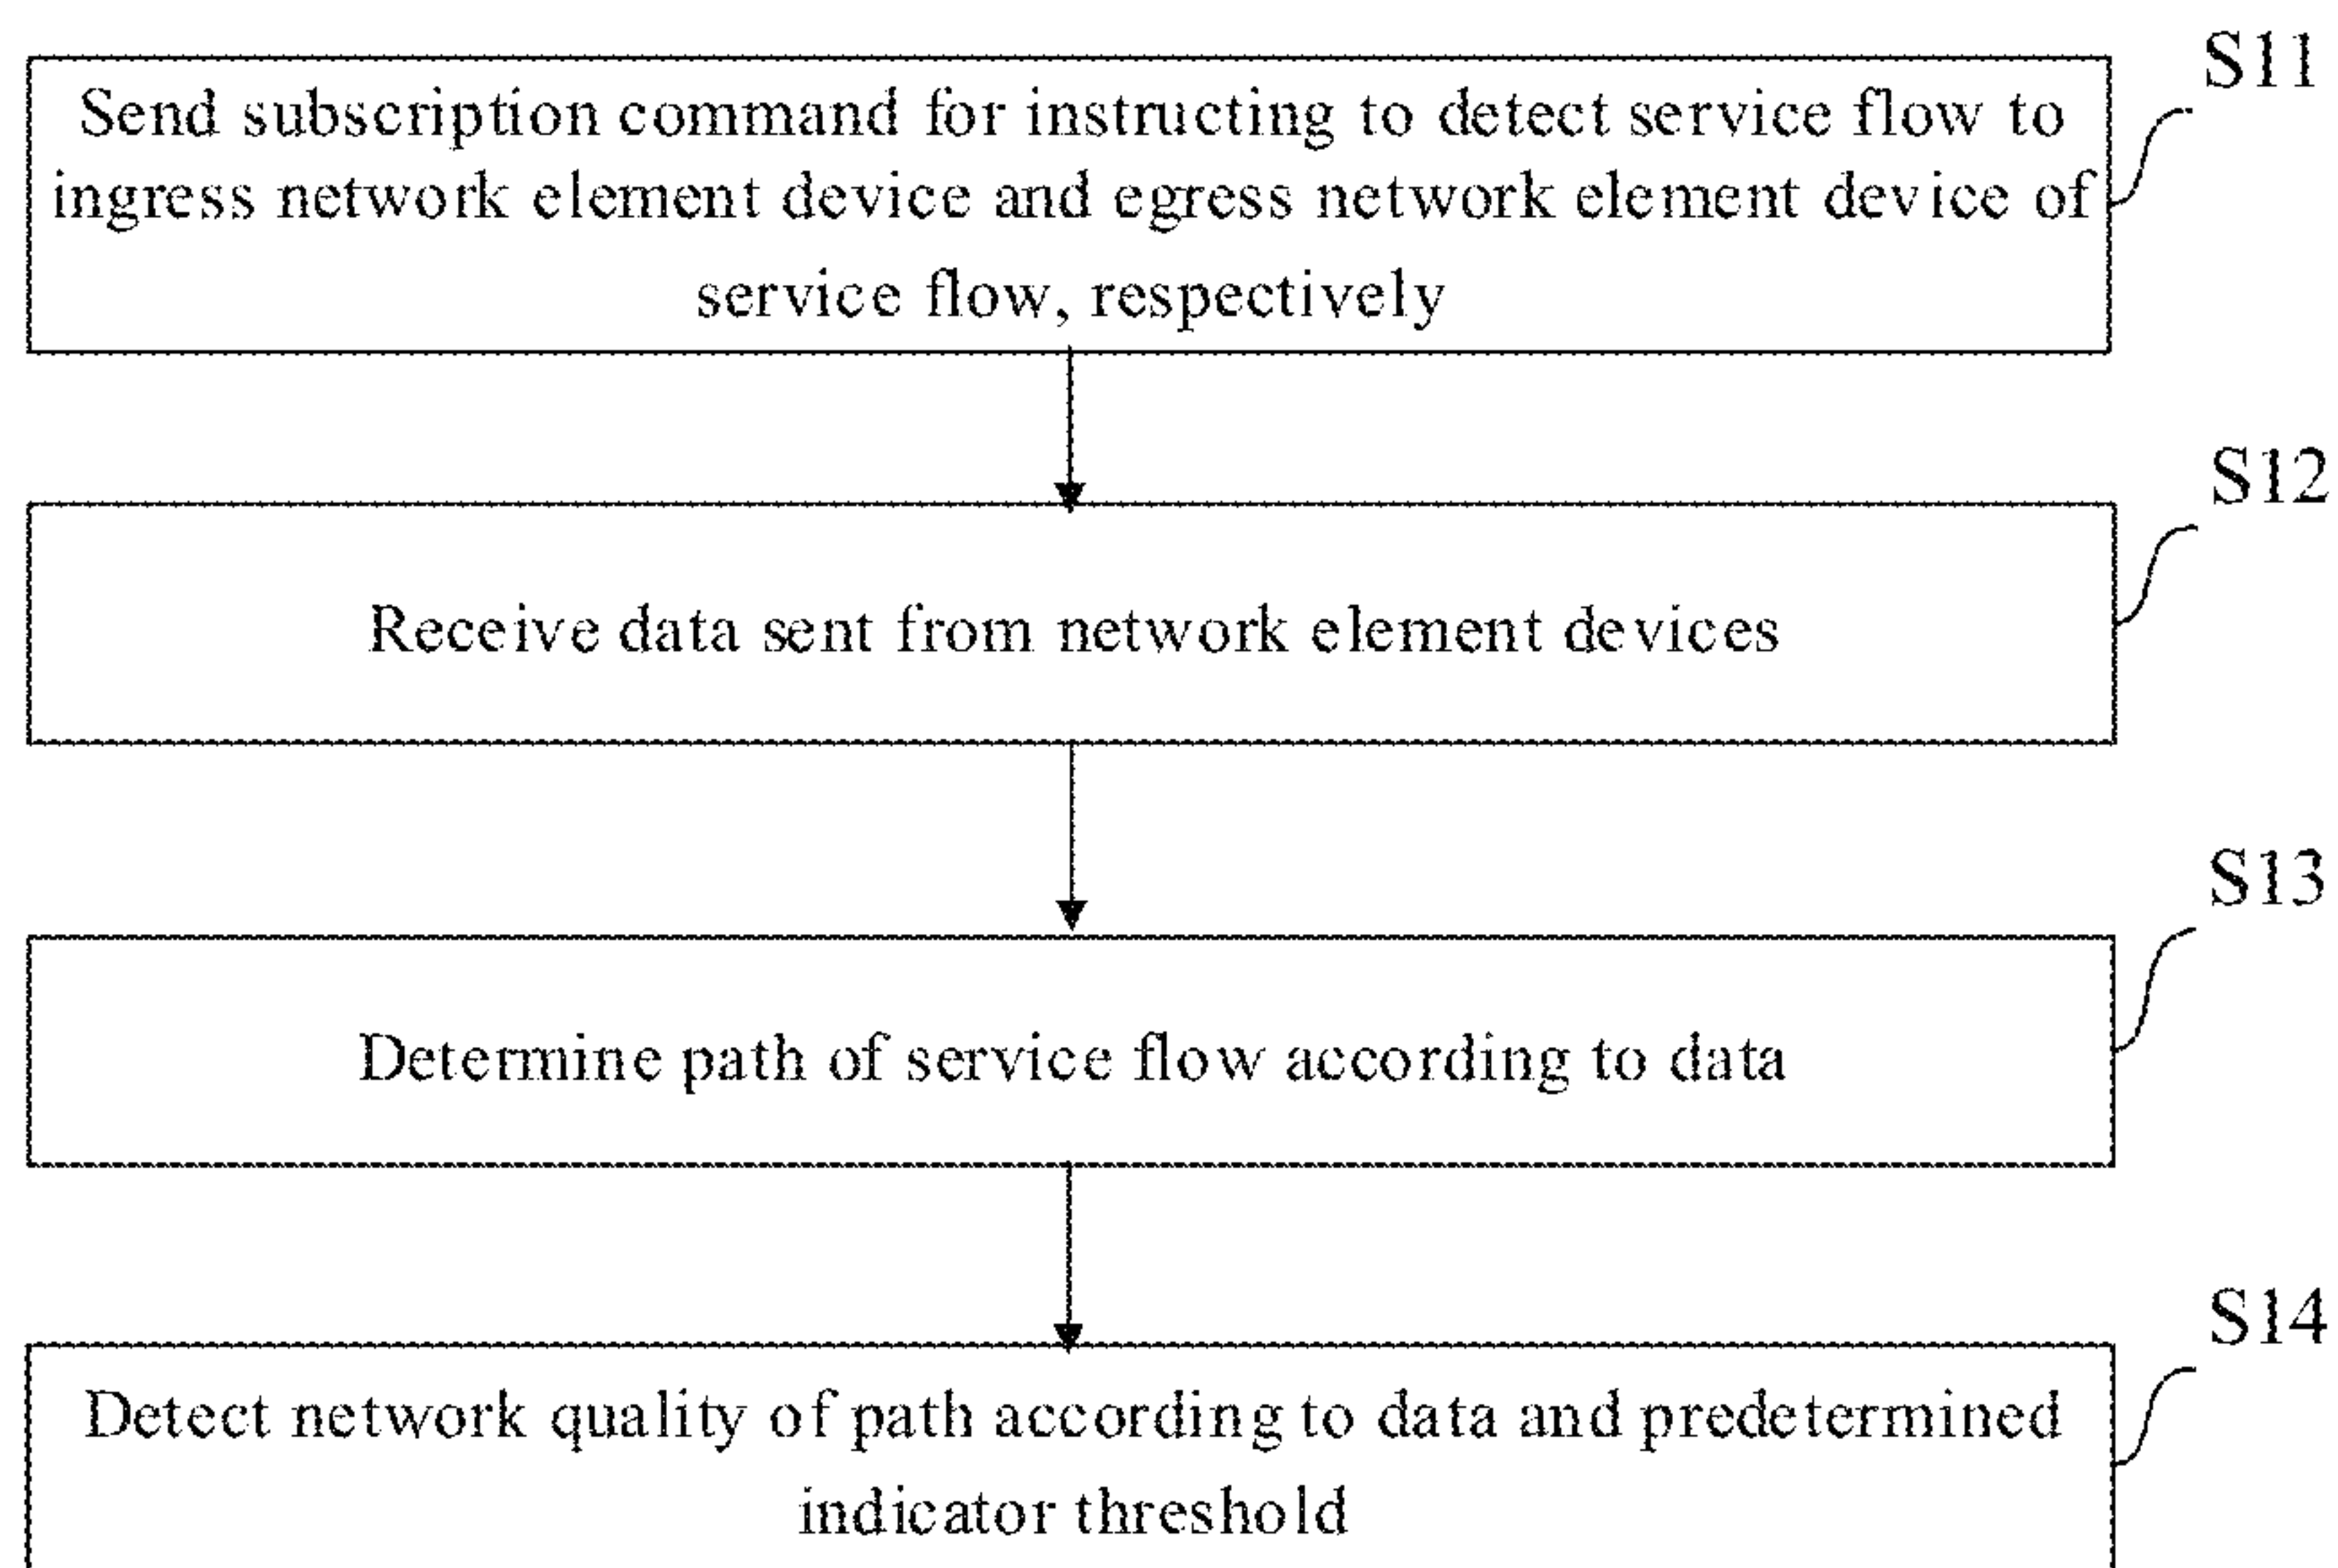 S11
Send subscription command for instructing to detect service flow to
ingress network element device and egress network element device of
service flow, respectively
S12
Receive data sent from network element devices
S13
Determine path of service flow according to data
S14
Detect network quality of path according to data and predetermined
indicator threshold